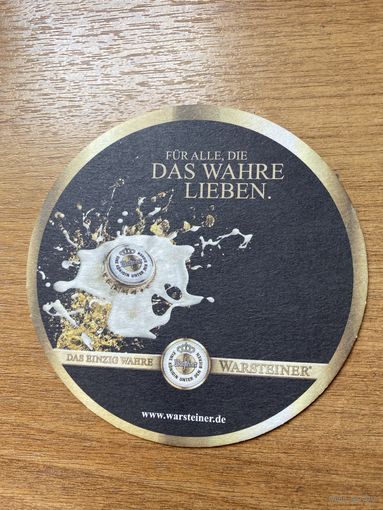 FÜR ALLE, DIE
DAS WAHRE
LIEBEN.
DAS EINZIG WAHRE
WARSTEINER®
www.warsteiner.de